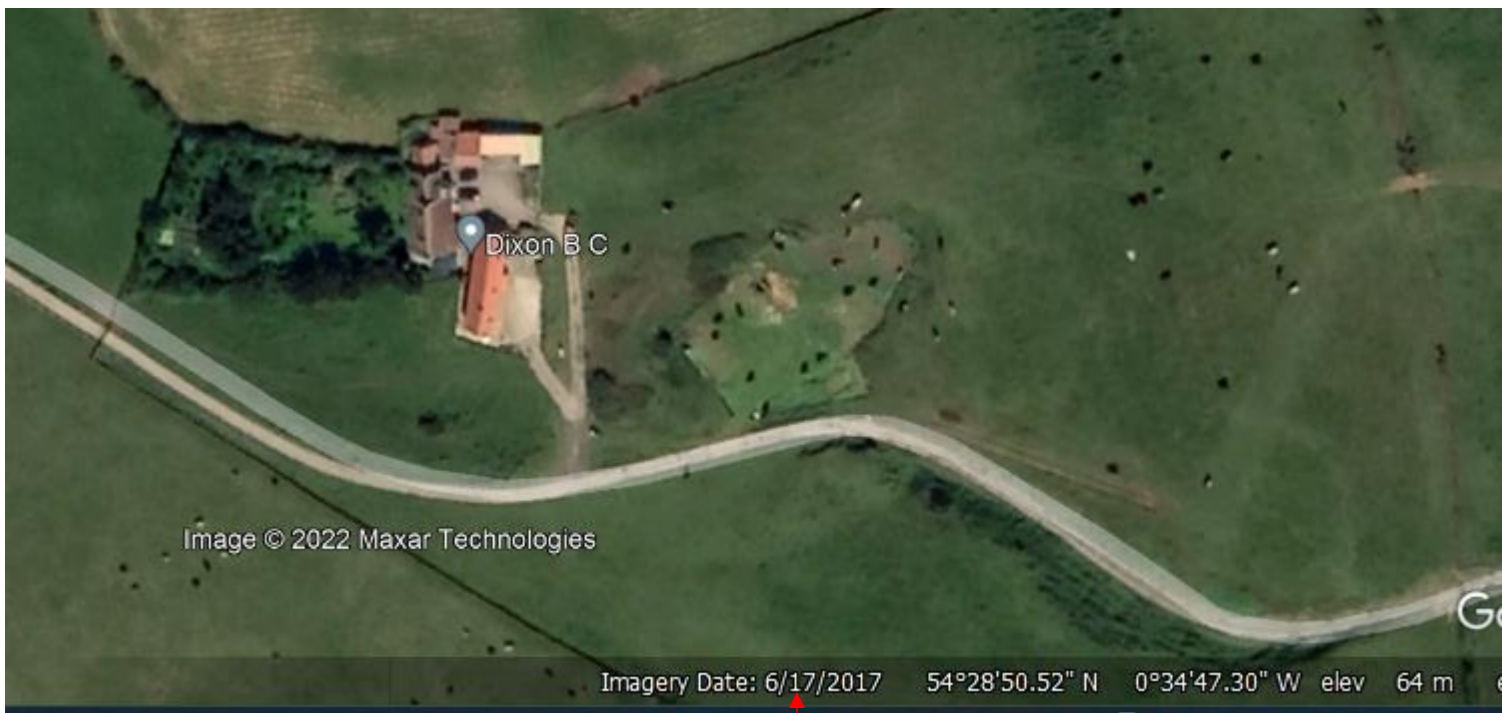 Dixon B C
Image © 2022 Maxar Technologies
Imagery Date: 6/17/2017 54°28'50.52" N 0°34'47.30" W elev 64 m